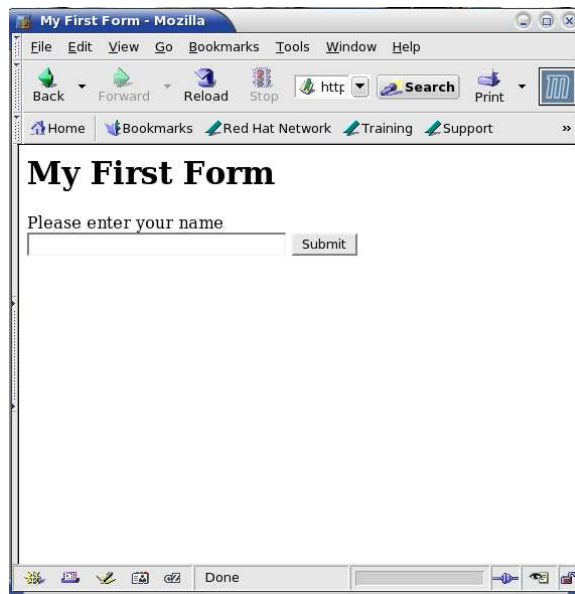 My First Form - Mozilla
File Edit View Go Bookmarks Tools Window Help
Back Forward Reload Stop http Search Print
Home Bookmarks Red Hat Network Training Support »
My First Form
Please enter your name
Submit
Done